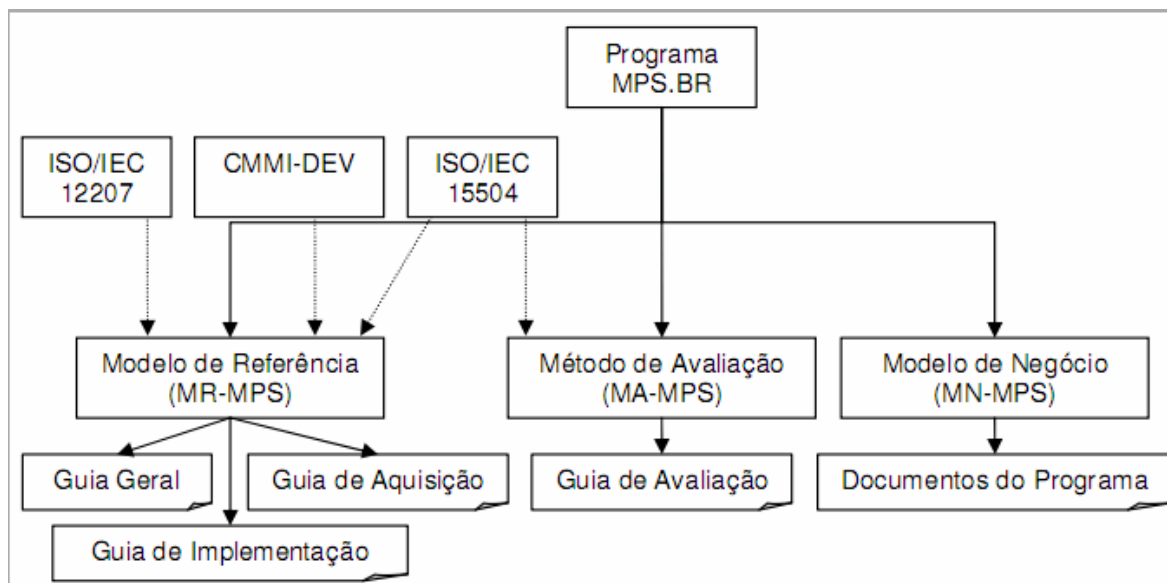 Programa
MPS.BR
ISO/IEC
12207
CMMI-DEV
ISO/IEC
15504
Modelo de Referência
(MR-MPS)
Método de Avaliação
(MA-MPS)
Modelo de Negócio
(MN-MPS)
Guia Geral
Guia de Aquisição
Guia de Avaliação
Documentos do Programa
Guia de Implementação